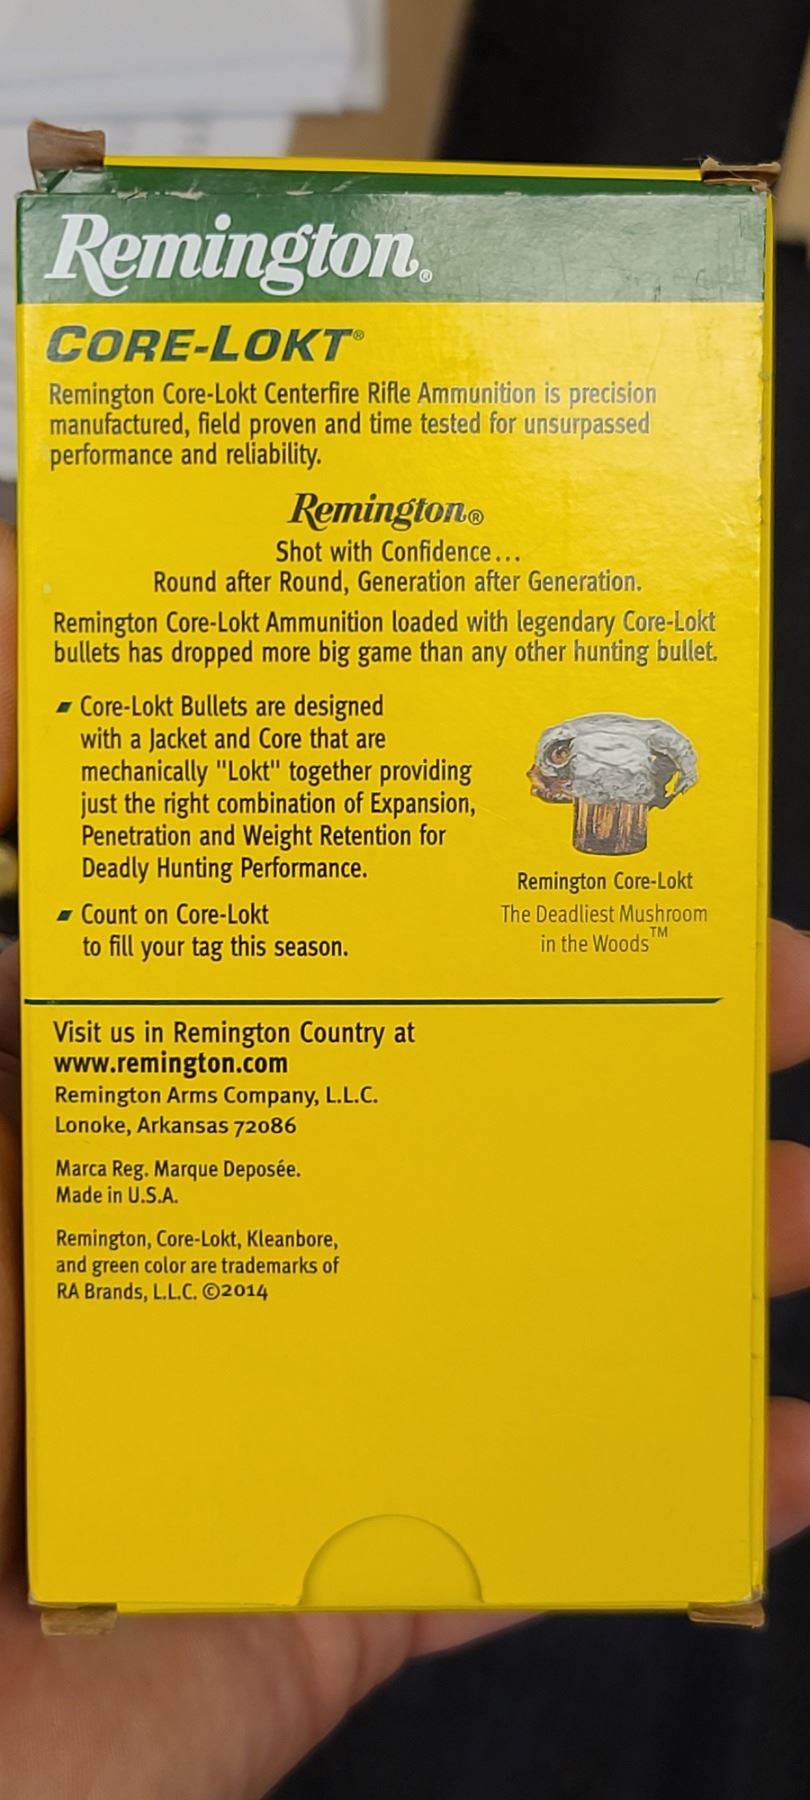 Remington®
CORE-LOKT®
Remington Core-Lokt Centerfire Rifle Ammunition is precision
manufactured, field proven and time tested for unsurpassed
performance and reliability.
Remington®
Shot with Confidence...
Round after Round, Generation after Generation.
Remington Core-Lokt Ammunition loaded with legendary Core-Lokt
bullets has dropped more big game than any other hunting bullet.
Core-Lokt Bullets are designed
with a Jacket and Core that are
mechanically "Lokt" together providing
just the right combination of Expansion,
Penetration and Weight Retention for
Deadly Hunting Performance.
Count on Core-Lokt
to fill your tag this season.
Remington Core-Lokt
The Deadliest Mushroom
in the Woods™
Visit us in Remington Country at
www.remington.com
Remington Arms Company, L.L.C.
Lonoke, Arkansas 72086
Marca Reg. Marque Deposée.
Made in U.S.A.
Remington, Core-Lokt, Kleanbore,
and green color are trademarks of
RA Brands, L.L.C. ©2014